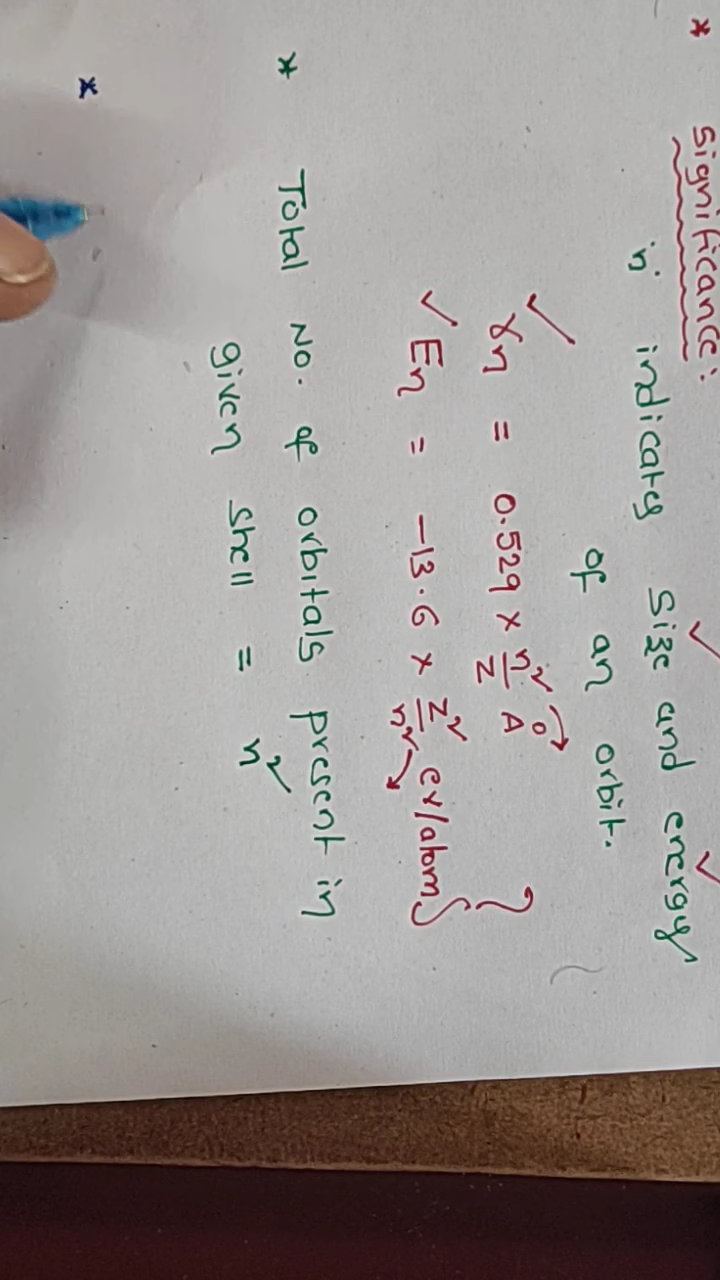 * Significance:
'n' indicates size and energy
of an orbit.
rn = 0.529 × n²/Z A°
En = -13.6 × Z²/n² ev/atom
* Total No. of orbitals present in
given shell = n²
*